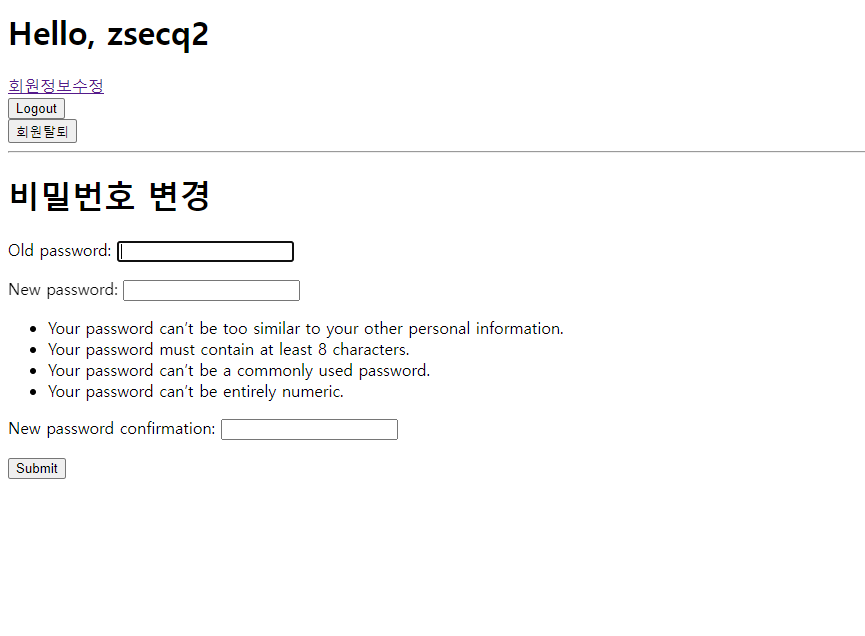 Hello, zsecq2
회원정보수정
Logout
회원탈퇴
비밀번호 변경
Old password:
New password:
Your password can't be too similar to your other personal information.
Your password must contain at least 8 characters.
Your password can't be a commonly used password.
Your password can't be entirely numeric.
New password confirmation:
Submit